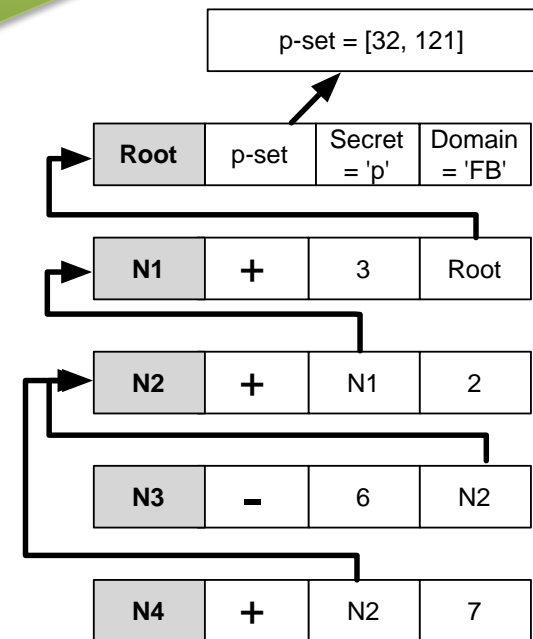 p-set = [32, 121]
Root p-set Secret = 'p' Domain = 'FB'
N1 + 3 Root
N2 + N1 2
N3 - 6 N2
N4 + N2 7